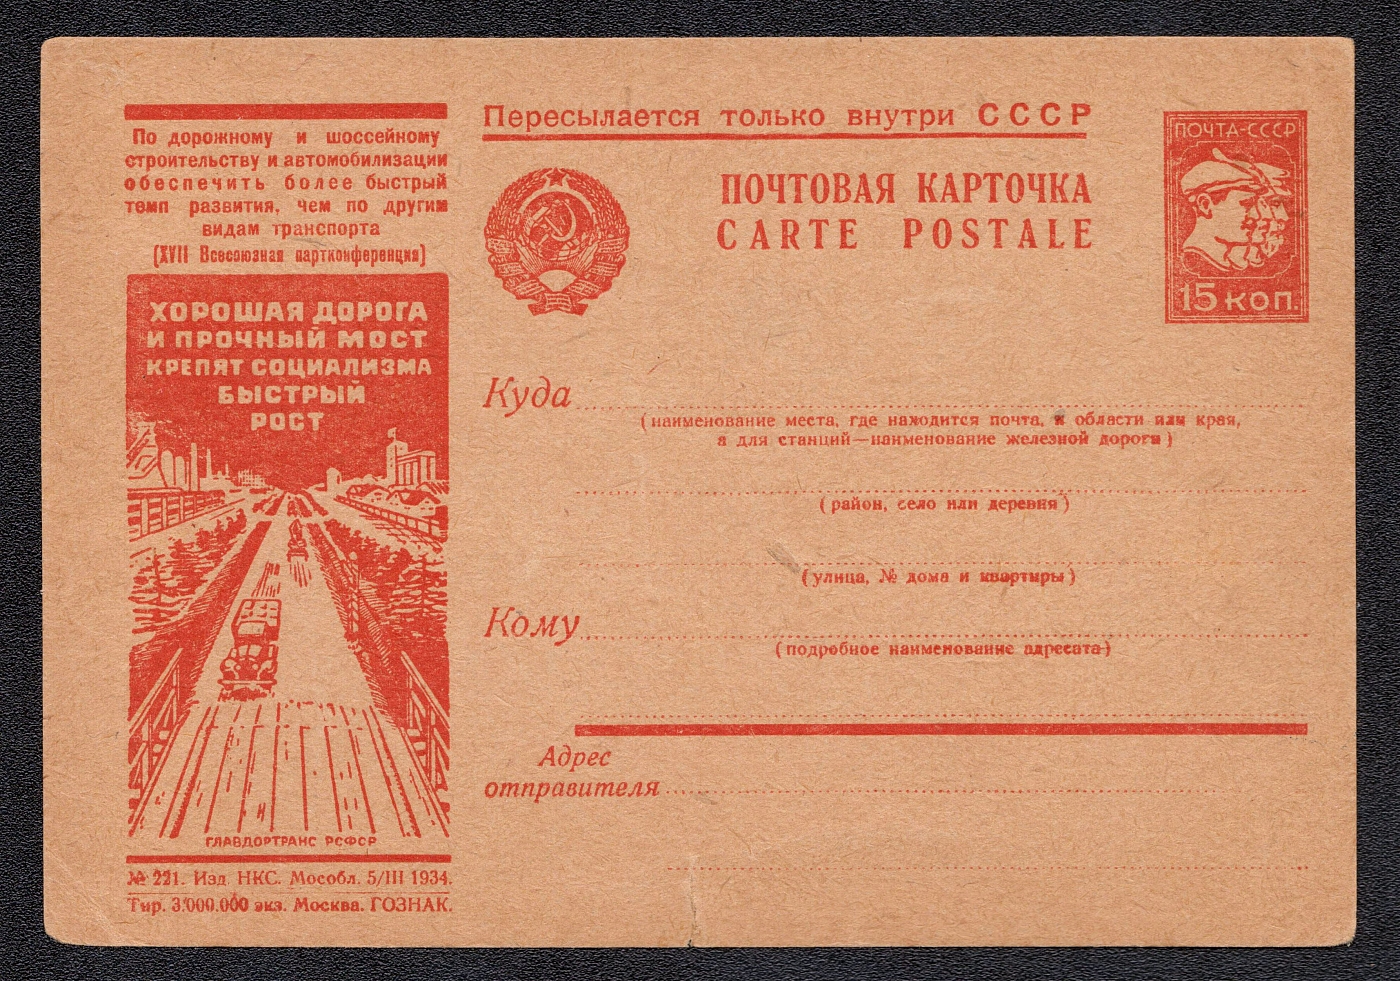 По дорожному и шоссейному
строительству и автомобилизации
обеспечить более быстрый
темп развития, чем по другим
видам транспорта
(XVII Всесоюзная партконференция)
ХОРОШАЯ ДОРОГА
И ПРОЧНЫЙ МОСТ
КРЕПЯТ СОЦИАЛИЗМА
БЫСТРЫЙ
РОСТ
ГЛАВДОРТРАНС РСФСР
№ 221. Изд. НКС. Мособл. 5/III 1934.
Тир. 3.000.000 экз. Москва. ГОЗНАК.
Пересылается только внутри СССР
ПОЧТОВАЯ КАРТОЧКА
CARTE POSTALE
ПОЧТА-СССР
15 КОП.
Куда
(наименование места, где находится почта, и области или края,
а для станций—наименование железной дороги)
(район, село или деревня)
(улица, № дома и квартиры)
Кому
(подробное наименование адресата)
Адрес
отправителя